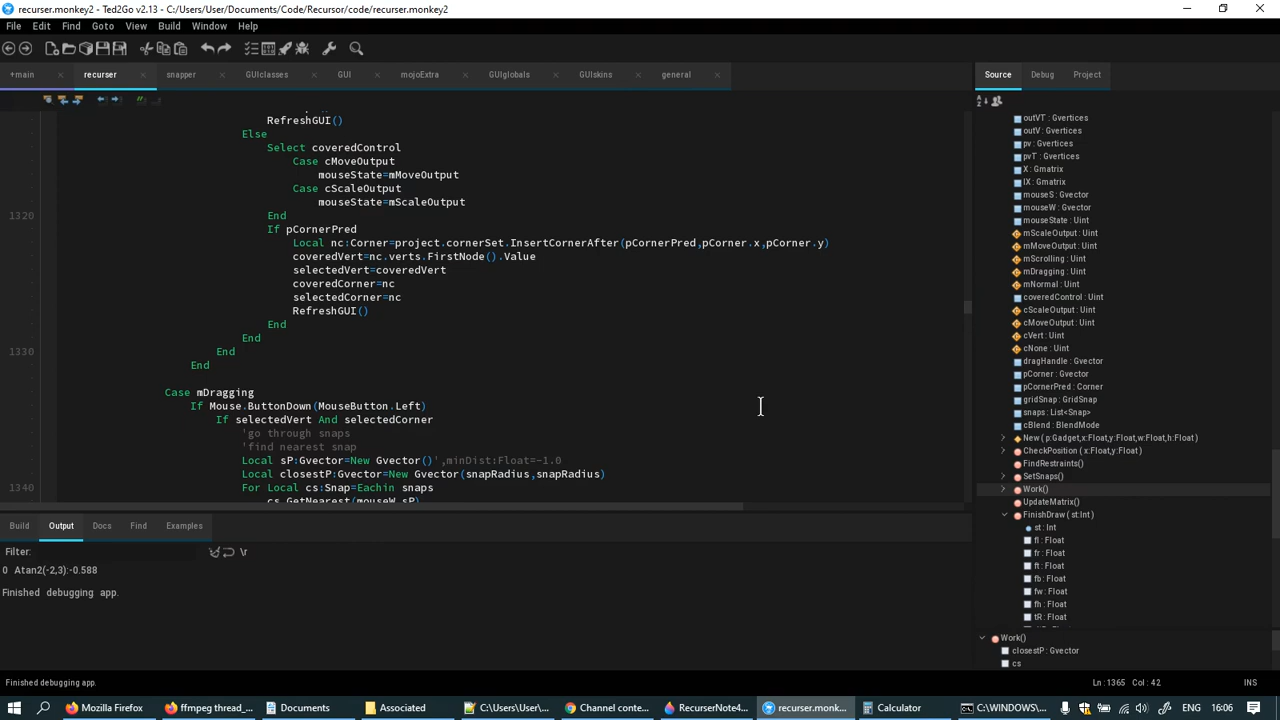 recurser.monkey2 - Ted2Go v2.13 - C:/Users/User/Documents/Code/Recursor/code/recurser.monkey2
File Edit Find Goto View Build Window Help
+main recurser snapper GUIclasses GUI mojoExtra GUIglobals GUIskins general
Source Debug Project
RefreshGUI()
Else
Select coveredControl
Case cMoveOutput
mouseState=mMoveOutput
Case cScaleOutput
mouseState=mScaleOutput
1320 End
If pCornerPred
Local nc:Corner=project.cornerSet.InsertCornerAfter(pCornerPred,pCorner.x,pCorner.y)
coveredVert=nc.verts.FirstNode().Value
selectedVert=coveredVert
coveredCorner=nc
selectedCorner=nc
RefreshGUI()
End
End
1330 End
End
Case mDragging
If Mouse.ButtonDown(MouseButton.Left)
If selectedVert And selectedCorner
'go through snaps
'find nearest snap
Local sP:Gvector=New Gvector()',minDist:Float=-1.0
Local closestP:Gvector=New Gvector(snapRadius,snapRadius)
1340 For Local cs:Snap=Eachin snaps
cs.GetNearest(mouseW,sP)
outVT : Gvertices
outV : Gvertices
pv : Gvertices
pvT : Gvertices
X : Gmatrix
IX : Gmatrix
mouseS : Gvector
mouseW : Gvector
mouseState : Uint
mScaleOutput : Uint
mMoveOutput : Uint
mScrolling : Uint
mDragging : Uint
mNormal : Uint
coveredControl : Uint
cScaleOutput : Uint
cMoveOutput : Uint
cVert : Uint
cNone : Uint
dragHandle : Gvector
pCorner : Gvector
pCornerPred : Corner
gridSnap : GridSnap
snaps : List<Snap>
cBlend : BlendMode
New ( p:Gadget,x:Float,y:Float,w:Float,h:Float )
CheckPosition ( x:Float,y:Float )
FindRestraints()
SetSnaps()
Work()
UpdateMatrix()
FinishDraw ( st:Int )
st : Int
fl : Float
fr : Float
ft : Float
fb : Float
fw : Float
fh : Float
tR : Float
Work()
closestP : Gvector
cs
Build Output Docs Find Examples
Filter: \r
0 Atan2(-2,3):-0.588
Finished debugging app.
Finished debugging app. Ln : 1365 Col : 42 INS
Mozilla Firefox ffmpeg thread_... Documents C:\Users\User\... Associated Channel conte... RecurserNote4... recurser.monk... Calculator C:\WINDOWS\... ENG 16:06